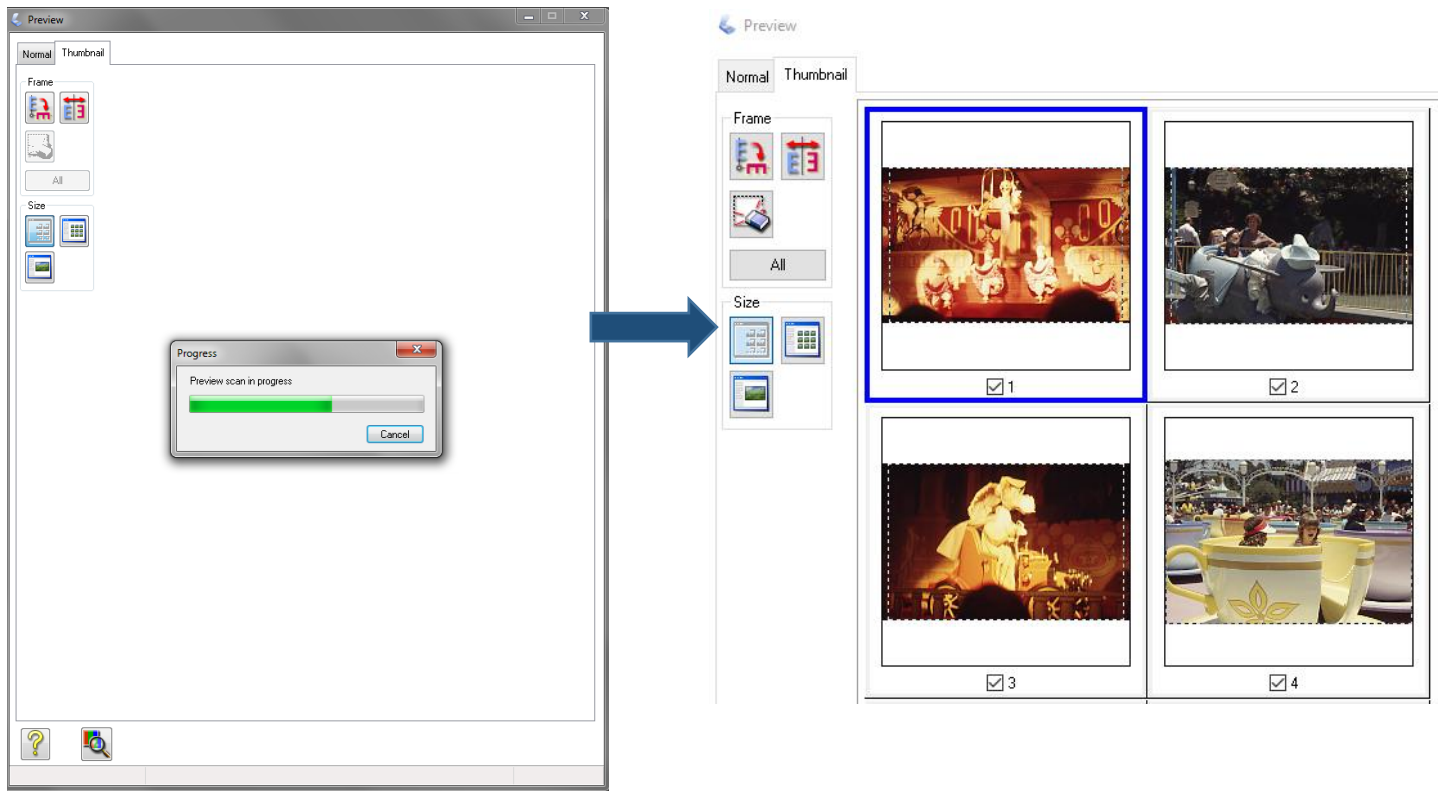 Preview
Normal
Thumbnail
Frame
All
Size
Progress
Preview scan in progress
Cancel
Preview
Normal
Thumbnail
Frame
All
Size
1
2
3
4